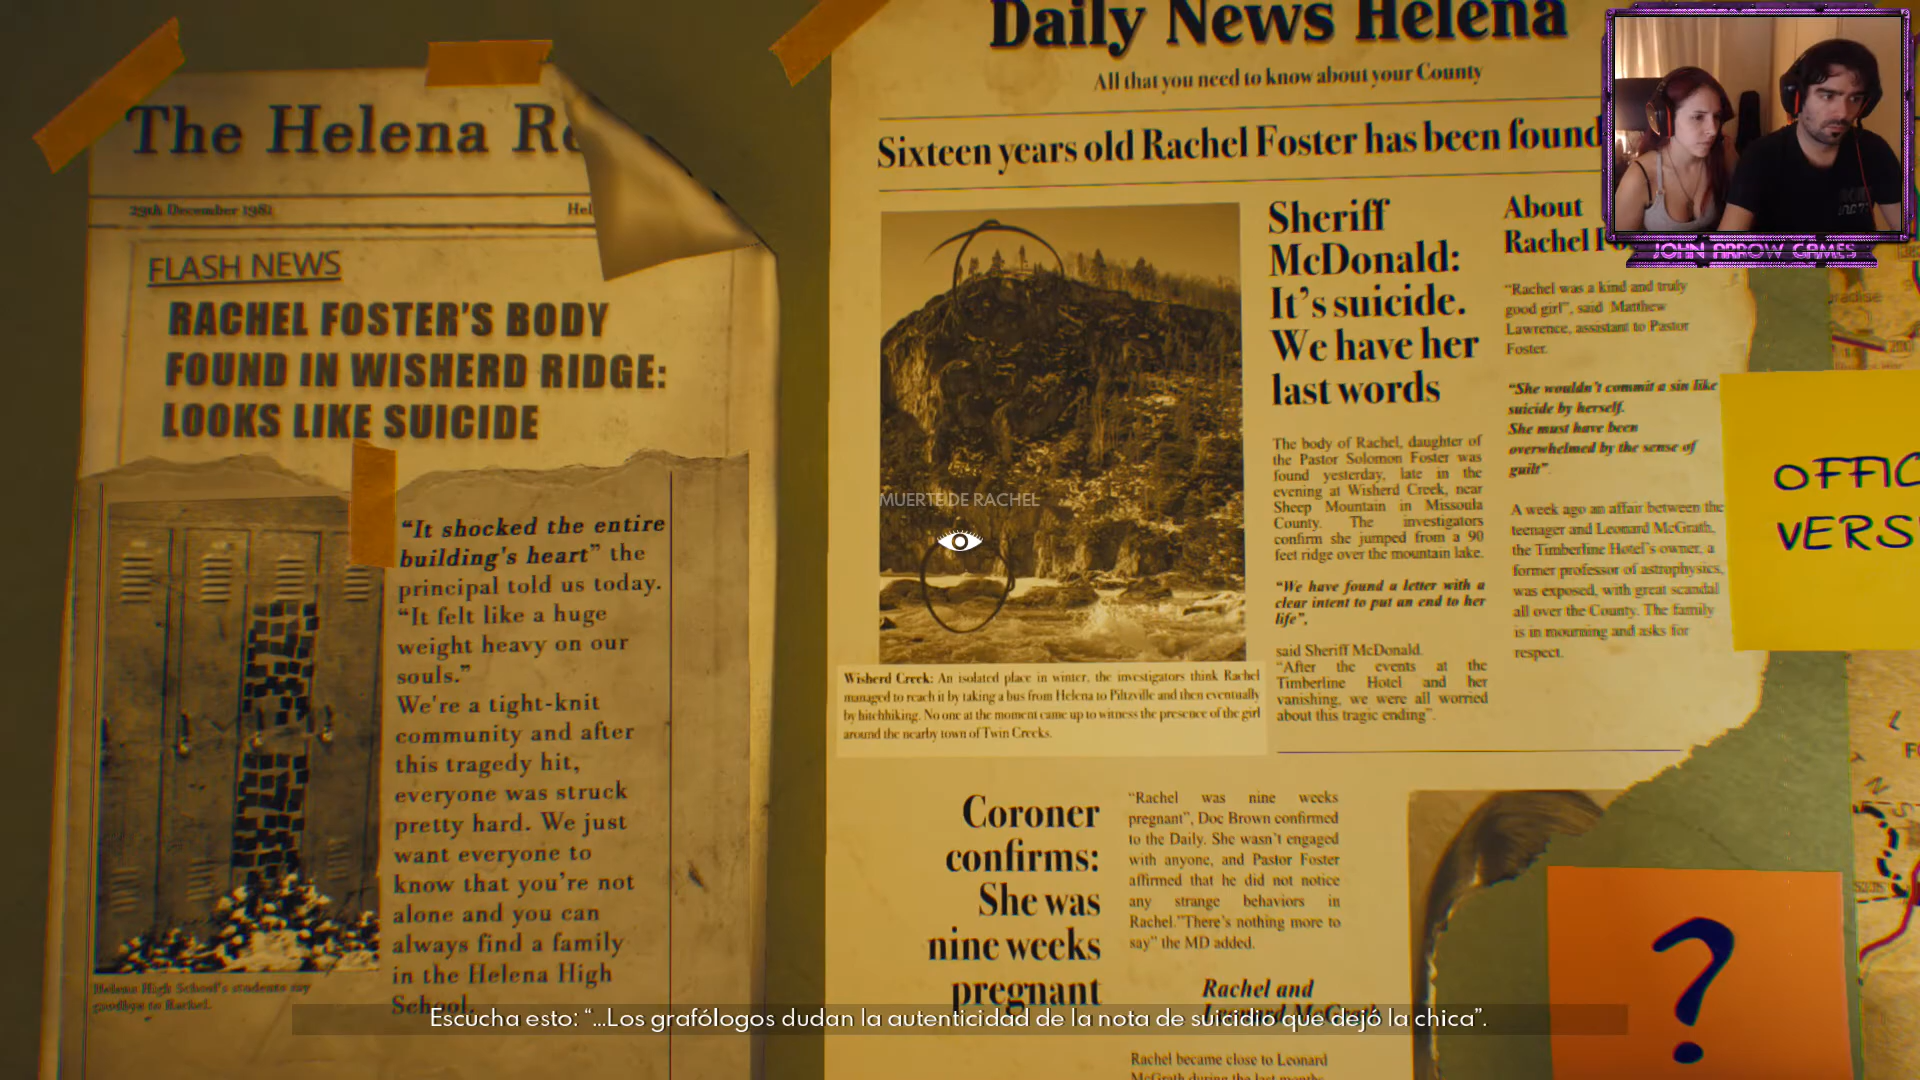 The Helena Re
29th December 1981
Hel
FLASH NEWS
RACHEL FOSTER'S BODY
FOUND IN WISHERD RIDGE:
LOOKS LIKE SUICIDE
“It shocked the entire
building's heart” the
principal told us today.
“It felt like a huge
weight heavy on our
souls.”
We're a tight-knit
community and after
this tragedy hit,
everyone was struck
pretty hard. We just
want everyone to
know that you're not
alone and you can
always find a family
in the Helena High
School.
Helena High School's students say
goodbye to Rachel.
Daily News Helena
All that you need to know about your County
Sixteen years old Rachel Foster has been found
MUERTE DE RACHEL
Wisherd Creek: An isolated place in winter, the investigators think Rachel
managed to reach it by taking a bus from Helena to Piltzville and then eventually
by hitchhiking. No one at the moment came up to witness the presence of the girl
around the nearby town of Twin Creeks.
Sheriff
McDonald:
It's suicide.
We have her
last words
The body of Rachel, daughter of
the Pastor Solomon Foster was
found yesterday, late in the
evening at Wisherd Creek, near
Sheep Mountain in Missoula
County. The investigators
confirm she jumped from a 90
feet ridge over the mountain lake.
“We have found a letter with a
clear intent to put an end to her
life”,
said Sheriff McDonald.
“After the events at the
Timberline Hotel and her
vanishing, we were all worried
about this tragic ending”.
About
Rachel Fo
“Rachel was a kind and truly
good girl”, said Matthew
Lawrence, assistant to Pastor
Foster.
“She wouldn't commit a sin like
suicide by herself.
She must have been
overwhelmed by the sense of
guilt”
A week ago an affair between the
teenager and Leonard McGrath,
the Timberline Hotel's owner, a
former professor of astrophysics,
was exposed, with great scandal
all over the County. The family
is in mourning and asks for
respect.
Coroner
confirms:
She was
nine weeks
pregnant
“Rachel was nine weeks
pregnant”, Doc Brown confirmed
to the Daily. She wasn't engaged
with anyone, and Pastor Foster
affirmed that he did not notice
any strange behaviors in
Rachel.”There's nothing more to
say” the MD added.
Rachel and
Leonard McGrath
Rachel became close to Leonard
McGrath during the last months
OFFIC
VERS
?
JOHN ARROW GAMES
Escucha esto: “...Los grafólogos dudan la autenticidad de la nota de suicidio que dejó la chica”.